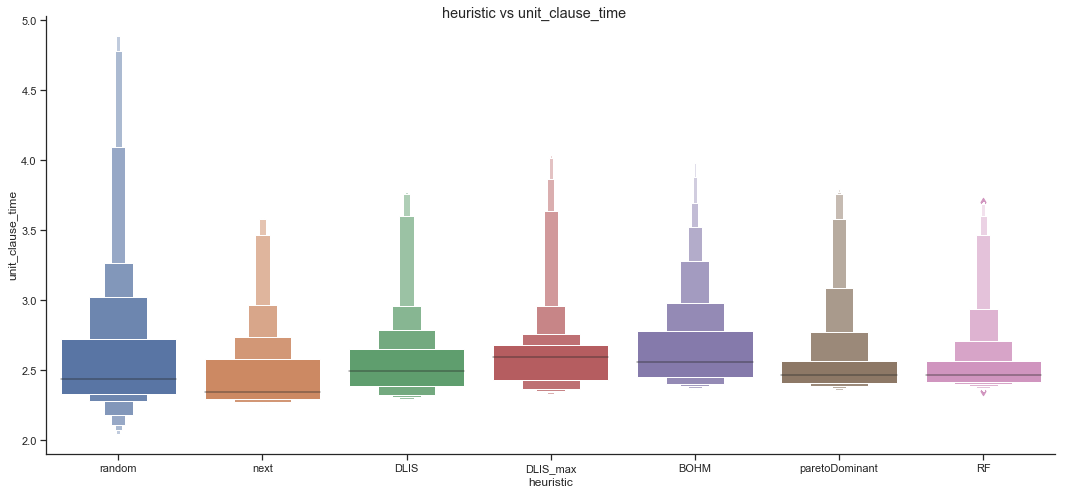 heuristic vs unit_clause_time
unit_clause_time
5.0
4.5
4.0
3.5
3.0
2.5
2.0
random next DLIS DLIS_max BOHM paretoDominant RF
heuristic